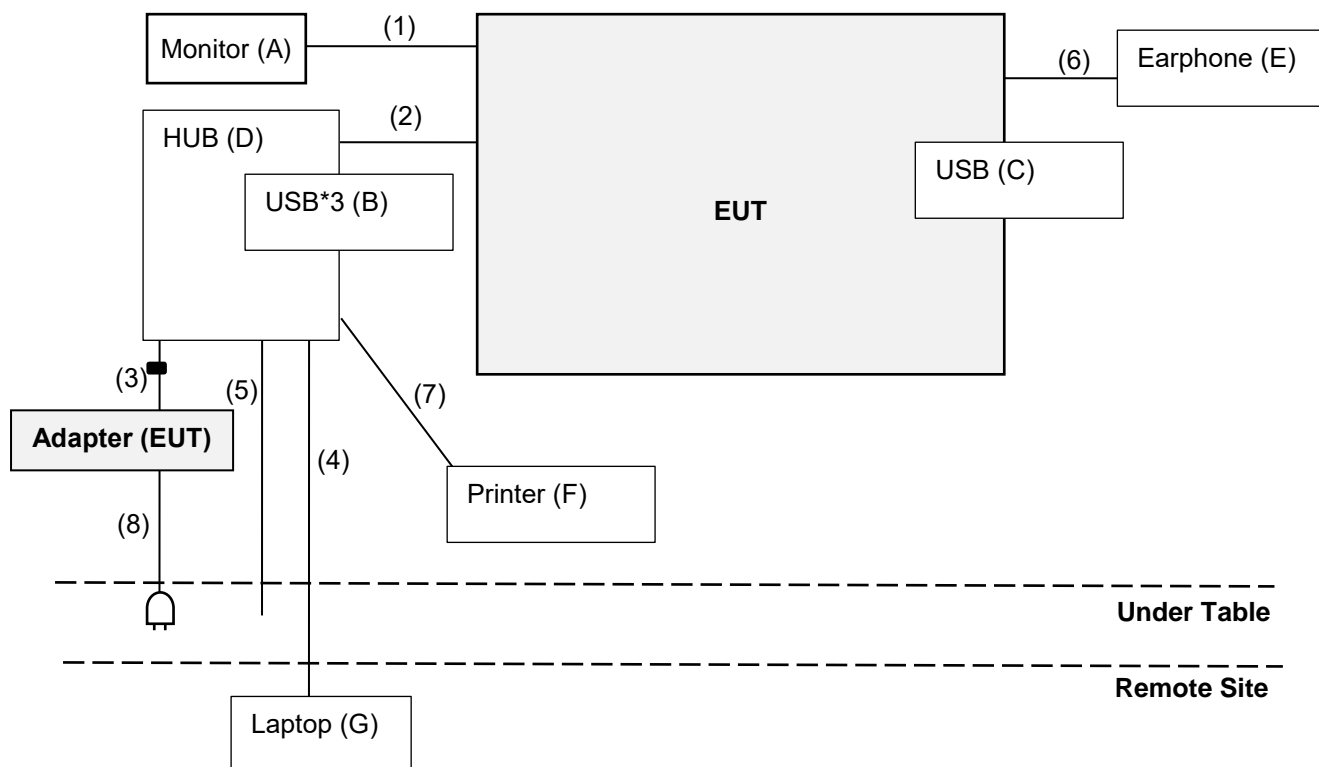 (1)
Monitor (A)
(6)
Earphone (E)
(2)
HUB (D)
USB (C)
USB*3 (B)
EUT
(3)
(5)
(7)
Adapter (EUT)
(4)
Printer (F)
(8)
Under Table
Remote Site
Laptop (G)